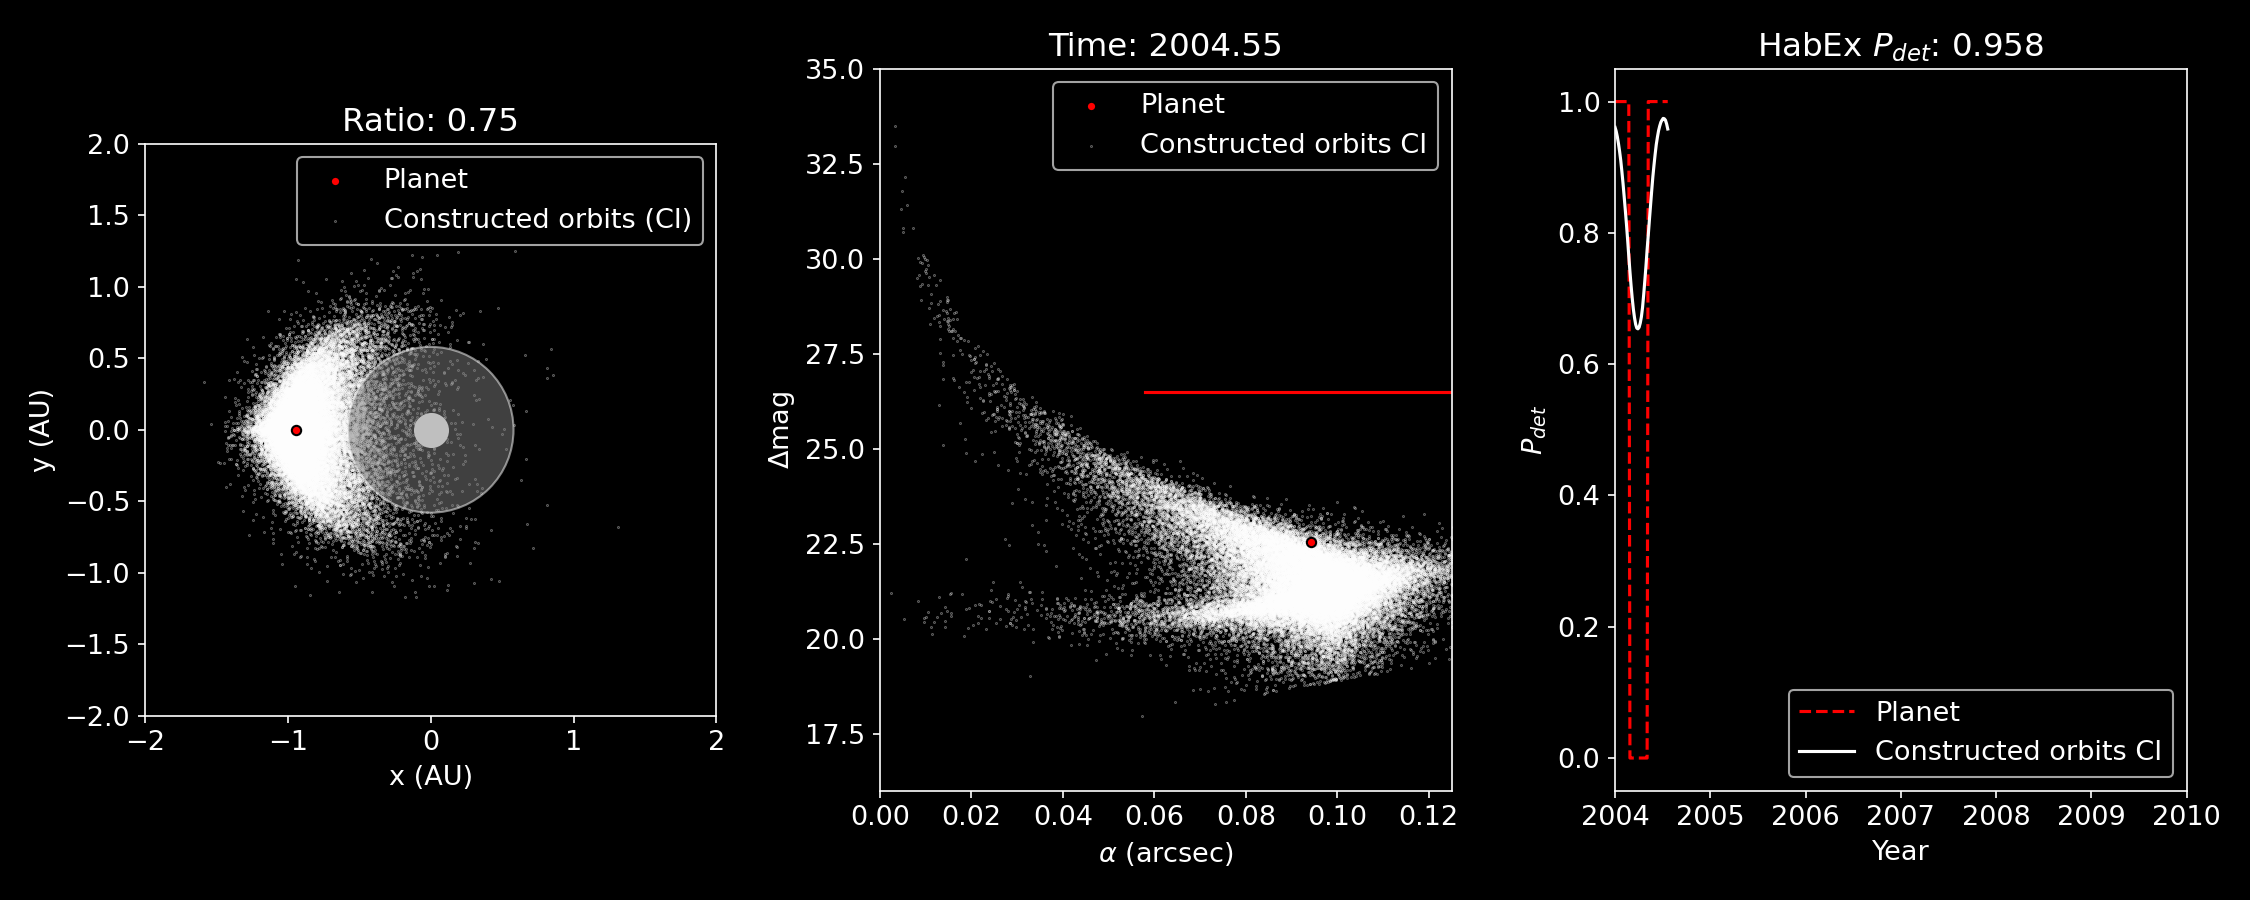 Ratio: 0.75
2.0
1.5
1.0
0.5
0.0
−0.5
−1.0
−1.5
−2.0
−2
−1
0
1
2
x (AU)
y (AU)
Planet
Constructed orbits (CI)
Time: 2004.55
35.0
32.5
30.0
27.5
25.0
22.5
20.0
17.5
0.00
0.02
0.04
0.06
0.08
0.10
0.12
α (arcsec)
Δmag
Planet
Constructed orbits CI
HabEx P_det: 0.958
1.0
0.8
0.6
0.4
0.2
0.0
2004
2005
2006
2007
2008
2009
2010
Year
P_det
Planet
Constructed orbits CI